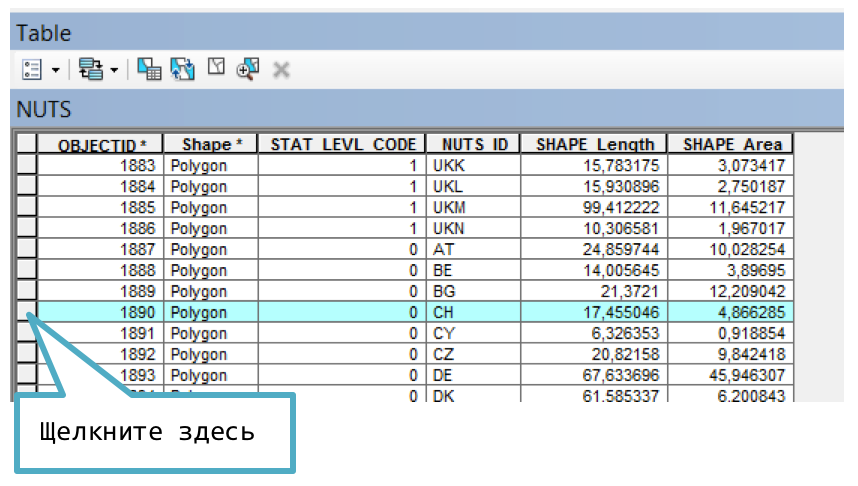 Table
NUTS
OBJECTID * Shape * STAT_LEVL_CODE NUTS_ID SHAPE_Length SHAPE_Area
1883 Polygon 1 UKK 15,783175 3,073417
1884 Polygon 1 UKL 15,930896 2,750187
1885 Polygon 1 UKM 99,412222 11,645217
1886 Polygon 1 UKN 10,306581 1,967017
1887 Polygon 0 AT 24,859744 10,028254
1888 Polygon 0 BE 14,005645 3,89695
1889 Polygon 0 BG 21,3721 12,209042
1890 Polygon 0 CH 17,455046 4,866285
1891 Polygon 0 CY 6,326353 0,918854
1892 Polygon 0 CZ 20,82158 9,842418
1893 Polygon 0 DE 67,633696 45,946307
0 DK 61,585337 6,200843
Щелкните здесь